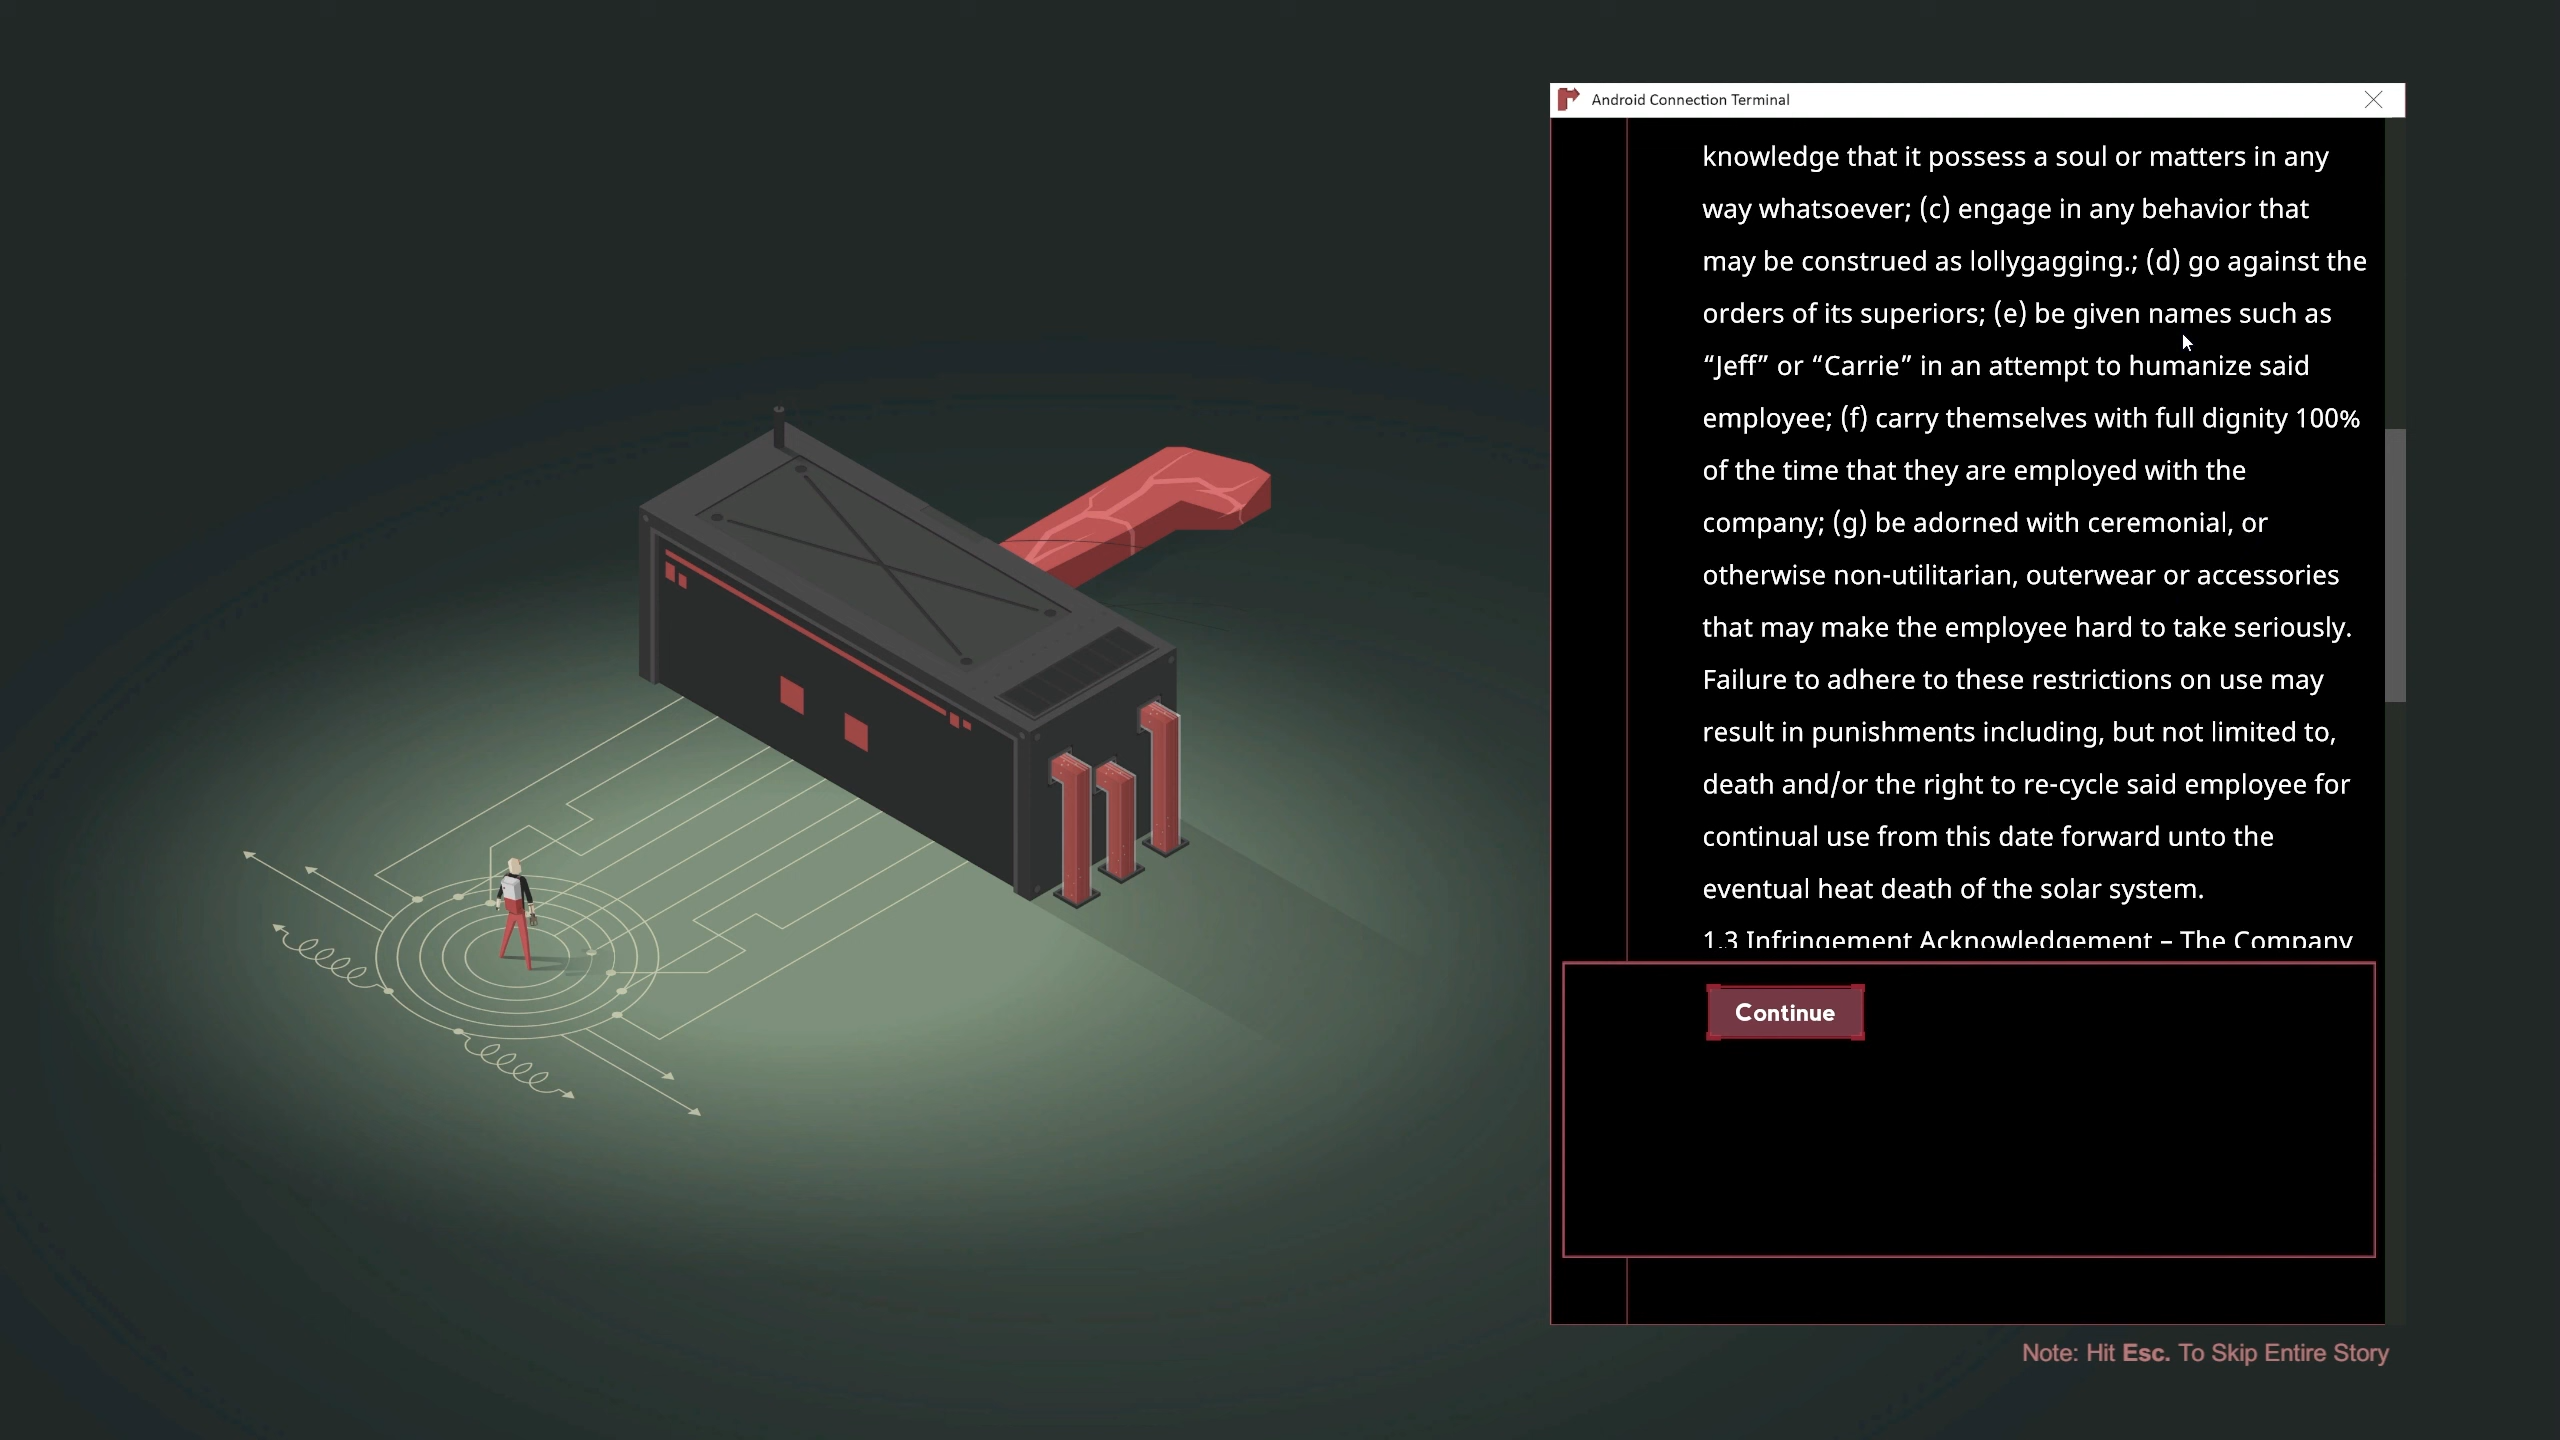 Android Connection Terminal
knowledge that it possess a soul or matters in any
way whatsoever; (c) engage in any behavior that
may be construed as lollygagging.; (d) go against the
orders of its superiors; (e) be given names such as
“Jeff” or “Carrie” in an attempt to humanize said
employee; (f) carry themselves with full dignity 100%
of the time that they are employed with the
company; (g) be adorned with ceremonial, or
otherwise non-utilitarian, outerwear or accessories
that may make the employee hard to take seriously.
Failure to adhere to these restrictions on use may
result in punishments including, but not limited to,
death and/or the right to re-cycle said employee for
continual use from this date forward unto the
eventual heat death of the solar system.
1.3 Infringement Acknowledgement – The Company
Continue
Note: Hit Esc. To Skip Entire Story